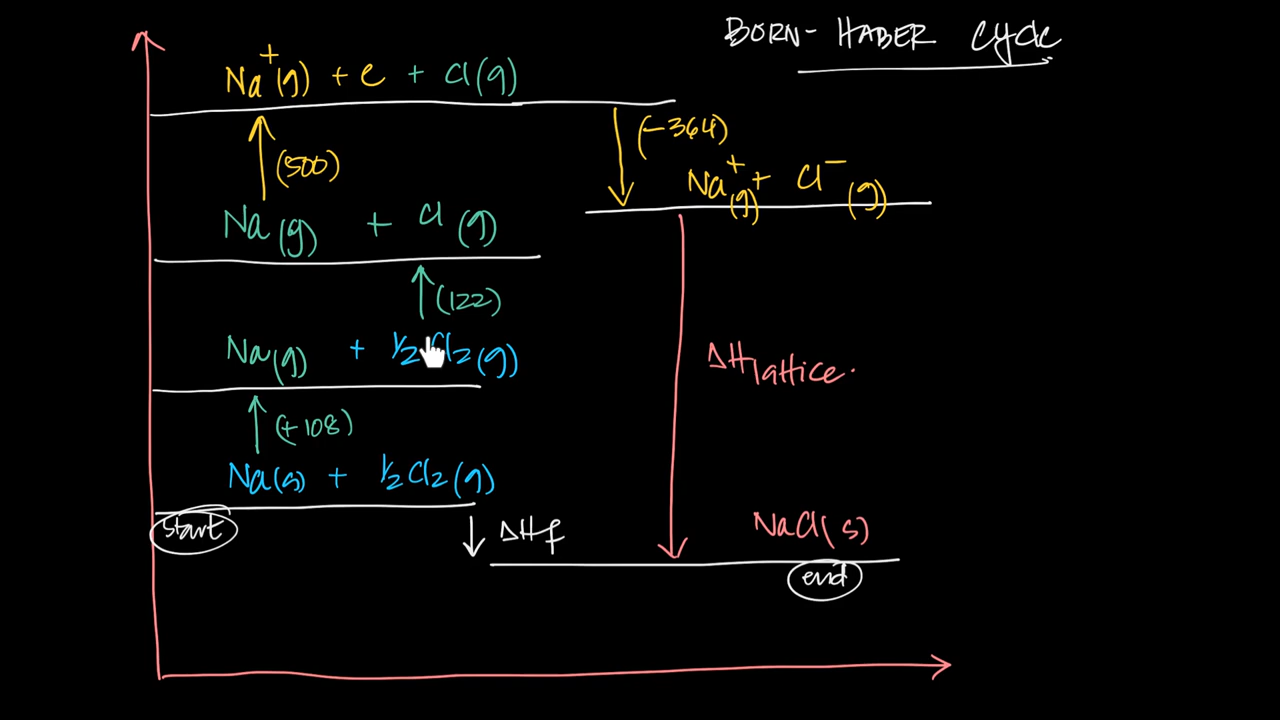 BORN-HABER cycle
Na⁺(g) + e + Cl(g)
(-364)
(500)
Na⁺(g) + Cl⁻(g)
Na(g) + Cl(g)
(122)
Na(g) + 1/2Cl2(g)
ΔHlattice.
(+108)
Na(s) + 1/2Cl2(g)
start
ΔHf
NaCl(s)
end